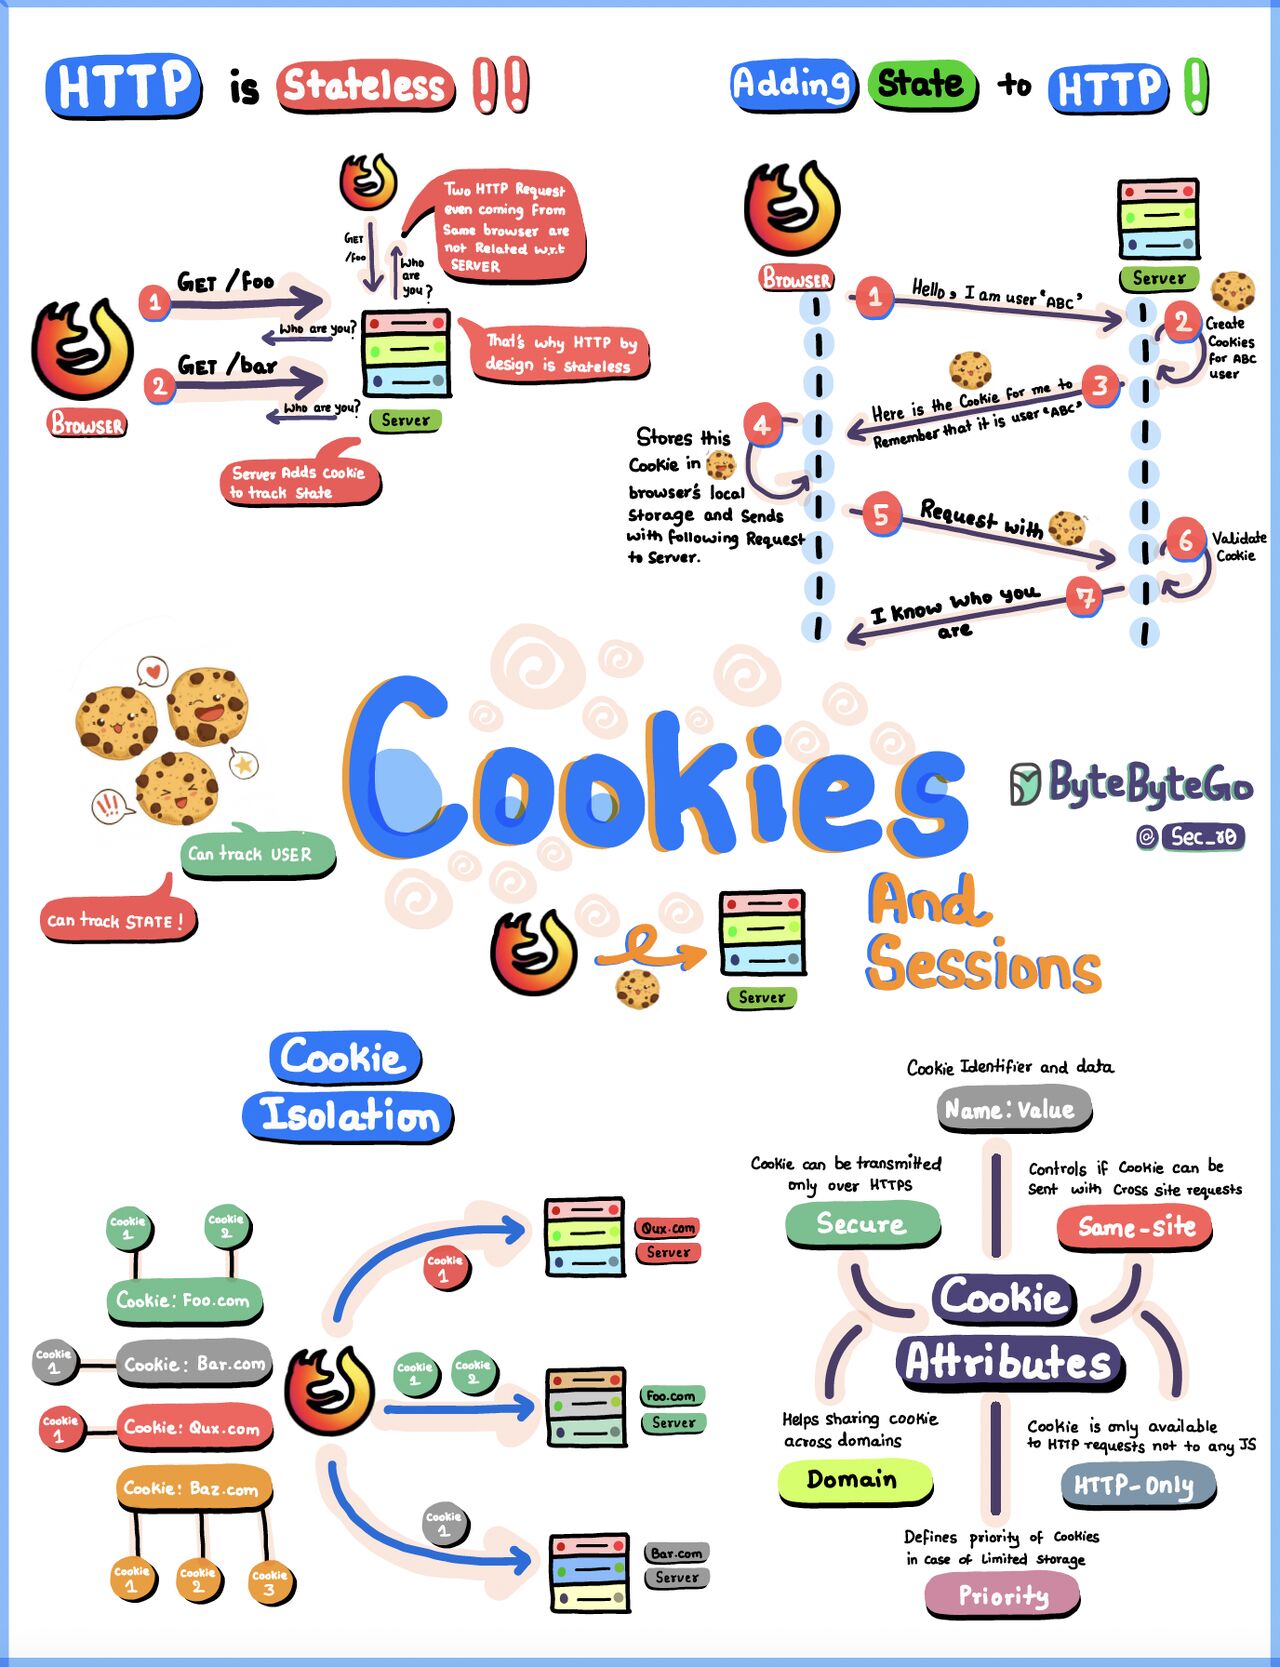 HTTP is Stateless !!
GET
/foo
Who
are
you?
Two HTTP Request
even coming from
Same browser are
not Related w.r.t
SERVER
1
GET /foo
Who are you?
2
GET /bar
Who are you?
BROWSER
Server
That's why HTTP by
design is Stateless
Server Adds Cookie
to track State
Adding State to HTTP !
BROWSER
Server
1
Hello, I am user "ABC"
2
Create
Cookies
for ABC
user
3
Here is the Cookie for me to
Remember that it is user "ABC"
4
Stores this
Cookie in
browser's local
Storage and Sends
with following Request
to Server.
5
Request with
6
Validate
Cookie
7
I know who you
are
!!!
Can track USER
Can track STATE !
Cookies
And
Sessions
ByteByteGo
@ Sec_r0
Server
Cookie
Isolation
Cookie
1
Cookie
2
Cookie: Foo.com
Cookie
1
Cookie: Bar.com
Cookie
1
Cookie: Qux.com
Cookie: Baz.com
Cookie
1
Cookie
2
Cookie
3
Cookie
1
Qux.com
Server
Cookie
1
Cookie
2
Foo.com
Server
Cookie
1
Bar.com
Server
Cookie Identifier and data
Name: Value
Cookie can be transmitted
only over HTTPS
Secure
Controls if Cookie can be
Sent with Cross site requests
Same-site
Cookie
Attributes
Helps sharing cookie
across domains
Domain
Cookie is only available
to HTTP requests not to any JS
HTTP-Only
Defines priority of Cookies
in case of Limited Storage
Priority